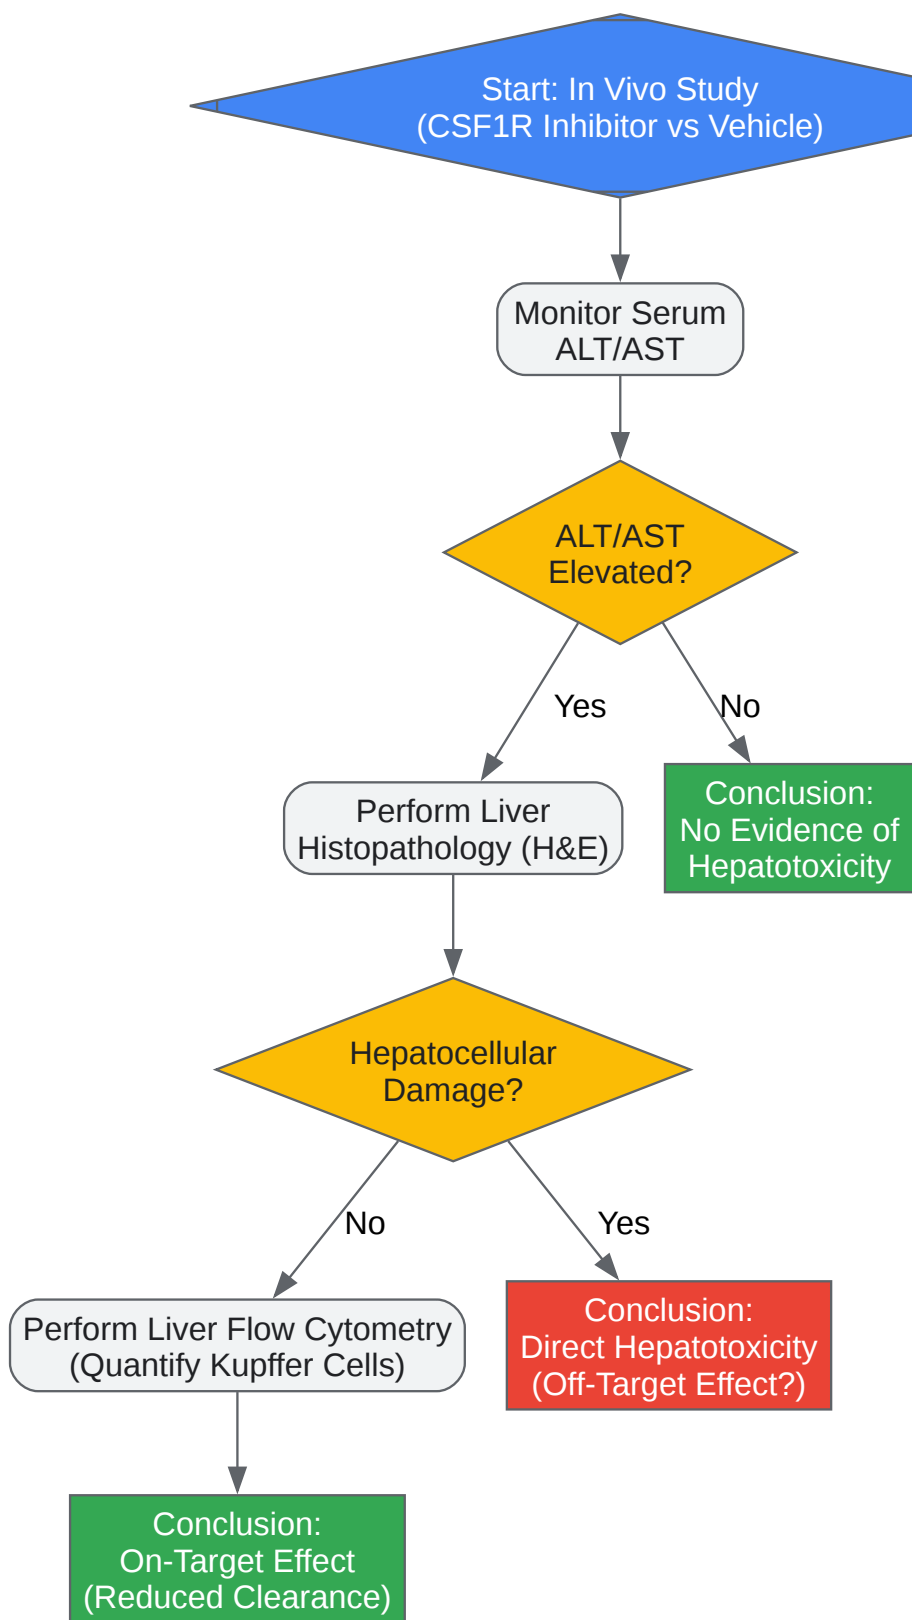 Start: In Vivo Study
(CSF1R Inhibitor vs Vehicle)
Monitor Serum
ALT/AST
ALT/AST
Elevated?
Yes
No
Perform Liver
Histopathology (H&E)
Conclusion:
No Evidence of
Hepatotoxicity
Hepatocellular
Damage?
No
Yes
Perform Liver Flow Cytometry
(Quantify Kupffer Cells)
Conclusion:
Direct Hepatotoxicity
(Off-Target Effect?)
Conclusion:
On-Target Effect
(Reduced Clearance)